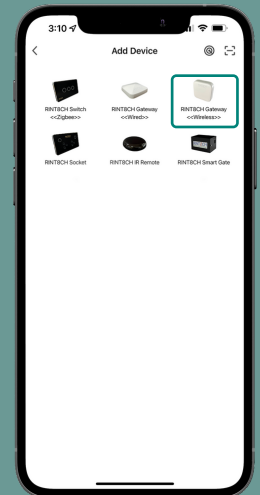 3:10
Add Device
RINT8CH Switch
<<Zigbee>>
RINT8CH Gateway
<<Wired>>
RINT8CH Gateway
<<Wireless>>
RINT8CH Socket
RINT8CH IR Remote
RINT8CH Smart Gate